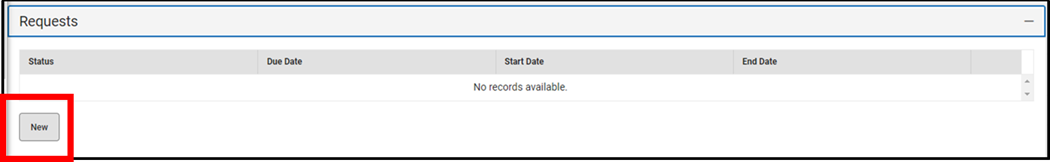 Requests
Status Due Date Start Date End Date
No records available.
New